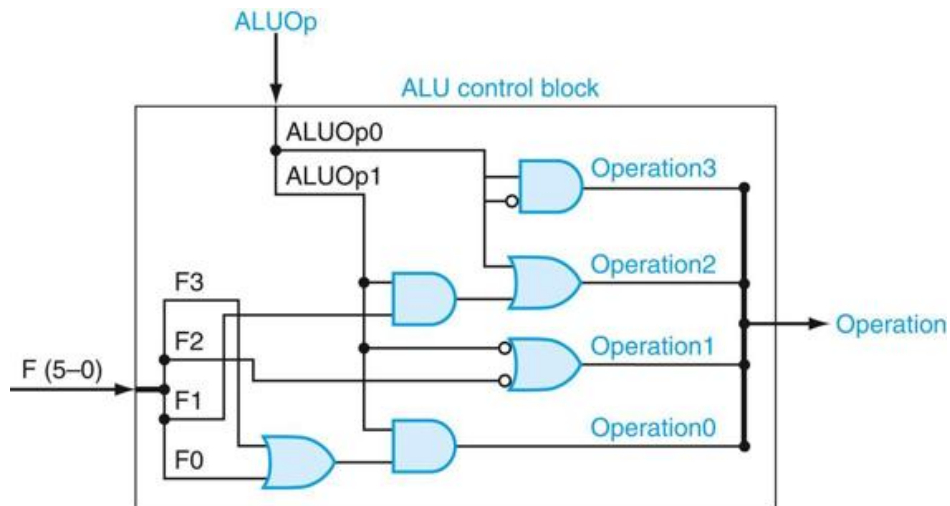 ALUOp
ALU control block
ALUOp0
ALUOp1
Operation3
Operation2
F3
F2
Operation1
Operation
F (5–0)
F1
Operation0
F0